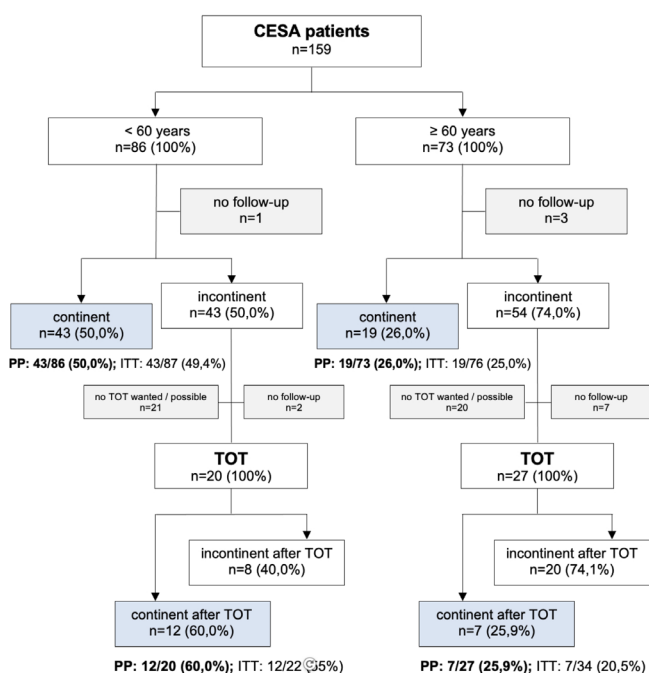 CESA patients
n=159
< 60 years
n=86 (100%)
≥ 60 years
n=73 (100%)
no follow-up
n=1
no follow-up
n=3
continent
n=43 (50,0%)
incontinent
n=43 (50,0%)
continent
n=19 (26,0%)
incontinent
n=54 (74,0%)
PP: 43/86 (50,0%); ITT: 43/87 (49,4%)
PP: 19/73 (26,0%); ITT: 19/76 (25,0%)
no TOT wanted / possible
n=21
no follow-up
n=2
no TOT wanted / possible
n=20
no follow-up
n=7
TOT
n=20 (100%)
TOT
n=27 (100%)
incontinent after TOT
n=8 (40,0%)
incontinent after TOT
n=20 (74,1%)
continent after TOT
n=12 (60,0%)
continent after TOT
n=7 (25,9%)
PP: 12/20 (60,0%); ITT: 12/22
PP: 7/27 (25,9%); ITT: 7/34 (20,5%)